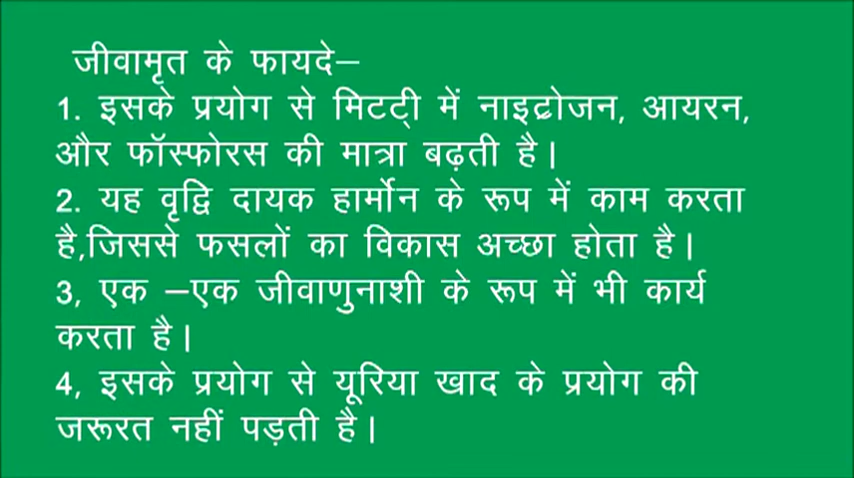 जीवामृत के फायदे–
1. इसके प्रयोग से मिटटी् में नाइट्रोजन, आयरन,
और फॉस्फोरस की मात्रा बढ़ती है।
2. यह वृद्वि दायक हार्मोन के रूप में काम करता
है,जिससे फसलों का विकास अच्छा होता है।
3, एक –एक जीवाणुनाशी के रूप में भी कार्य
करता है।
4, इसके प्रयोग से यूरिया खाद के प्रयोग की
जरूरत नहीं पड़ती है।